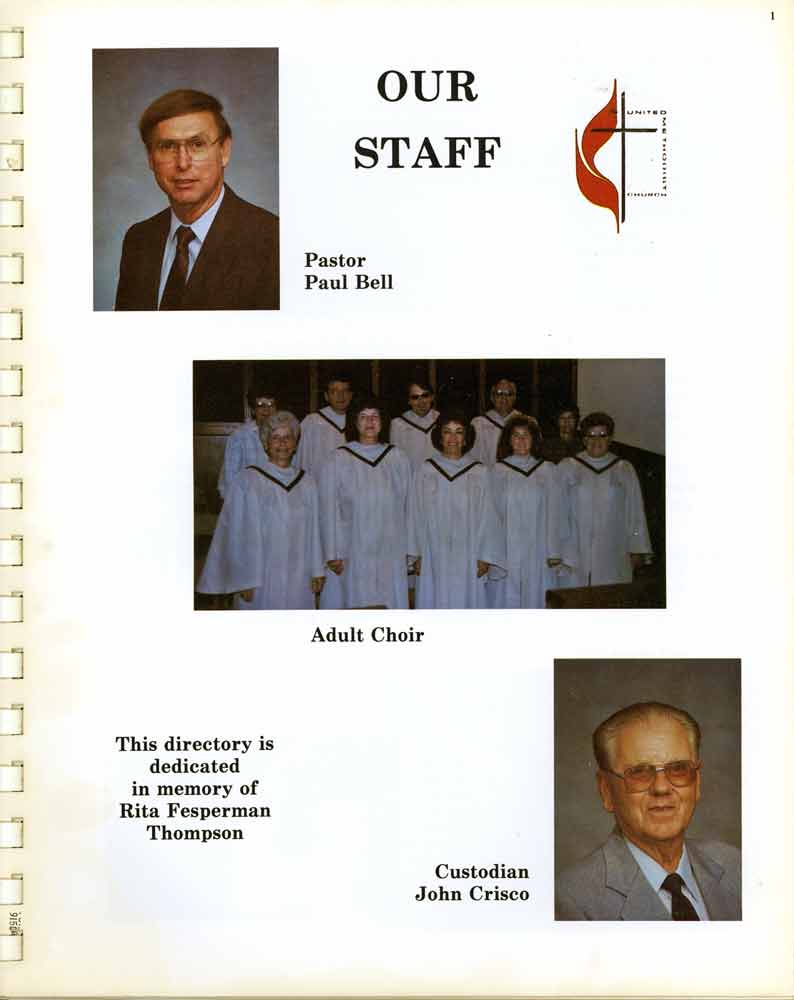 1
OUR
STAFF
UNITED
METHODIST
CHURCH
Pastor
Paul Bell
Adult Choir
This directory is
dedicated
in memory of
Rita Fesperman
Thompson
Custodian
John Crisco